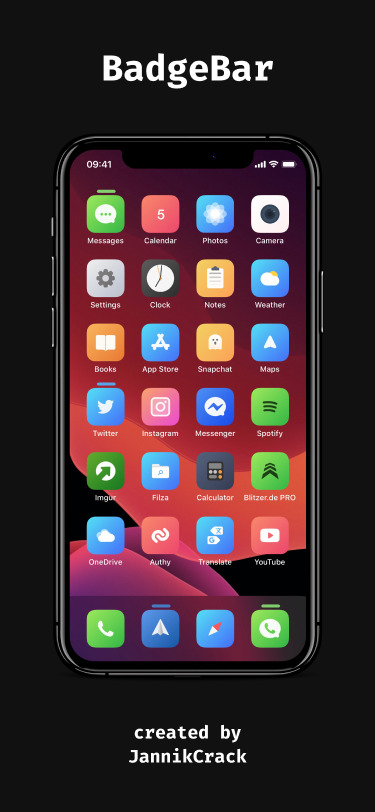 BadgeBar
09:41
5
Messages Calendar Photos Camera
Settings Clock Notes Weather
Books App Store Snapchat Maps
Twitter Instagram Messenger Spotify
Imgur Filza Calculator Blitzer.de PRO
OneDrive Authy Translate YouTube
created by
JannikCrack